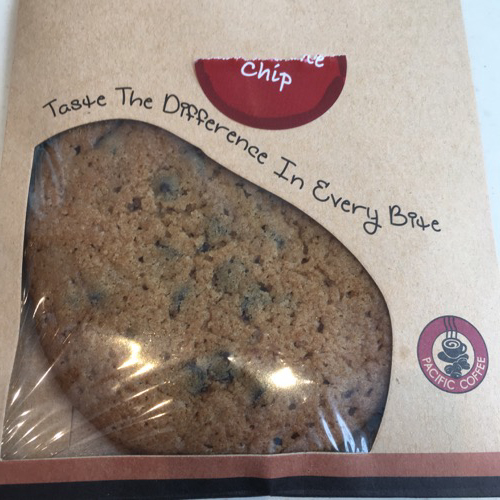 Chip
Taste The Difference In Every Bite
PACIFIC COFFEE